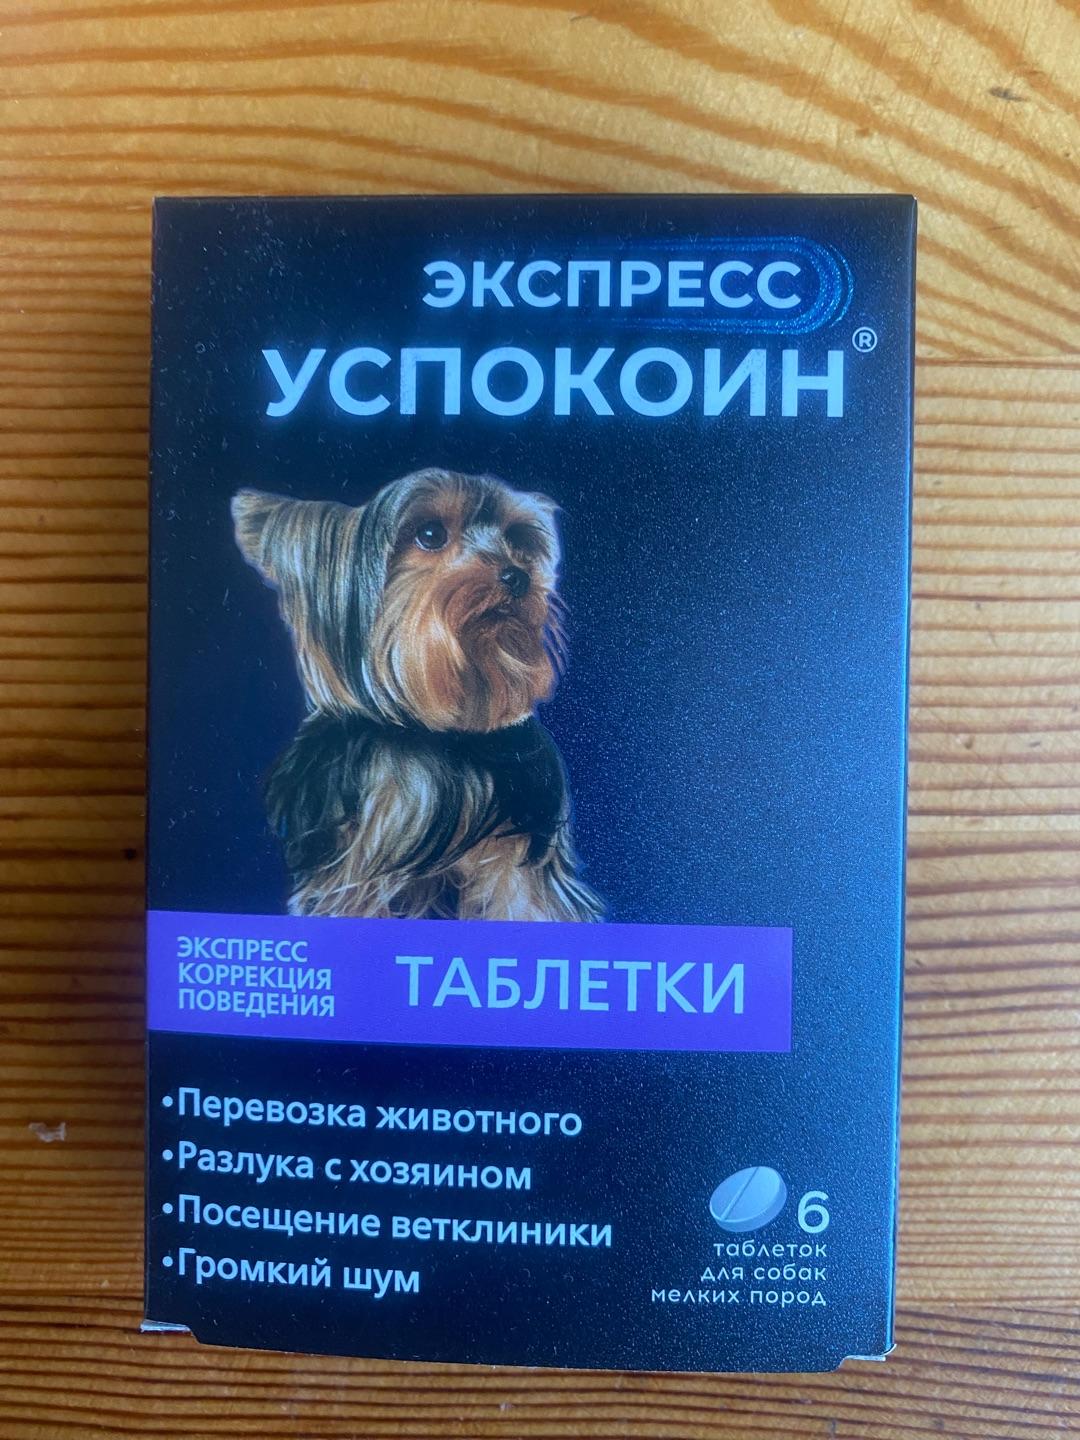 ЭКСПРЕСС
УСПОКОИН®
ЭКСПРЕСС
КОРРЕКЦИЯ
ПОВЕДЕНИЯ
ТАБЛЕТКИ
•Перевозка животного
•Разлука с хозяином
•Посещение ветклиники
•Громкий шум
6
таблеток
для собак
мелких пород